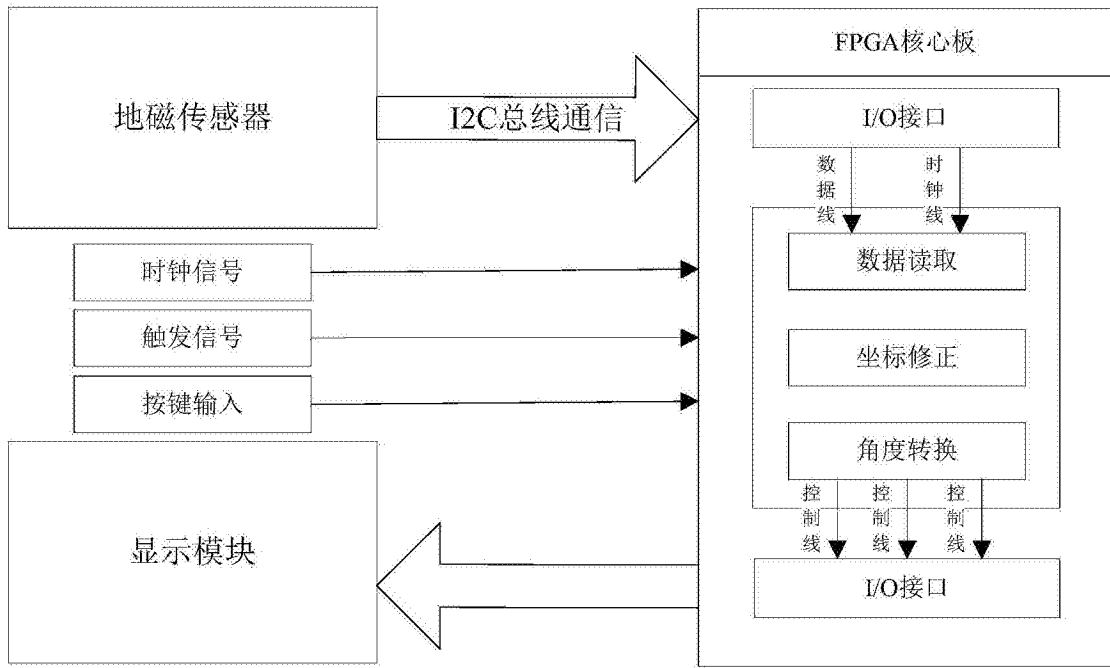 地磁传感器
I2C总线通信
时钟信号
触发信号
按键输入
显示模块
FPGA核心板
I/O接口
数据线
时钟线
数据读取
坐标修正
角度转换
控制线
控制线
控制线
I/O接口